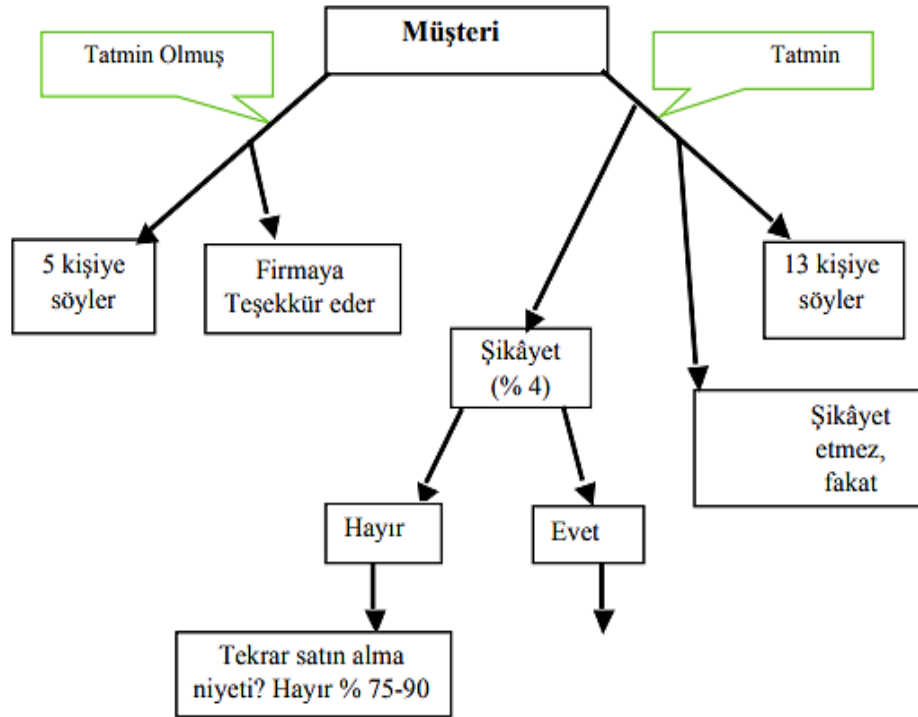 Müşteri
Tatmin Olmuş
Tatmin
5 kişiye
söyler
Firmaya
Teşekkür eder
13 kişiye
söyler
Şikâyet
(% 4)
Şikâyet
etmez,
fakat
Hayır
Evet
Tekrar satın alma
niyeti? Hayır % 75-90